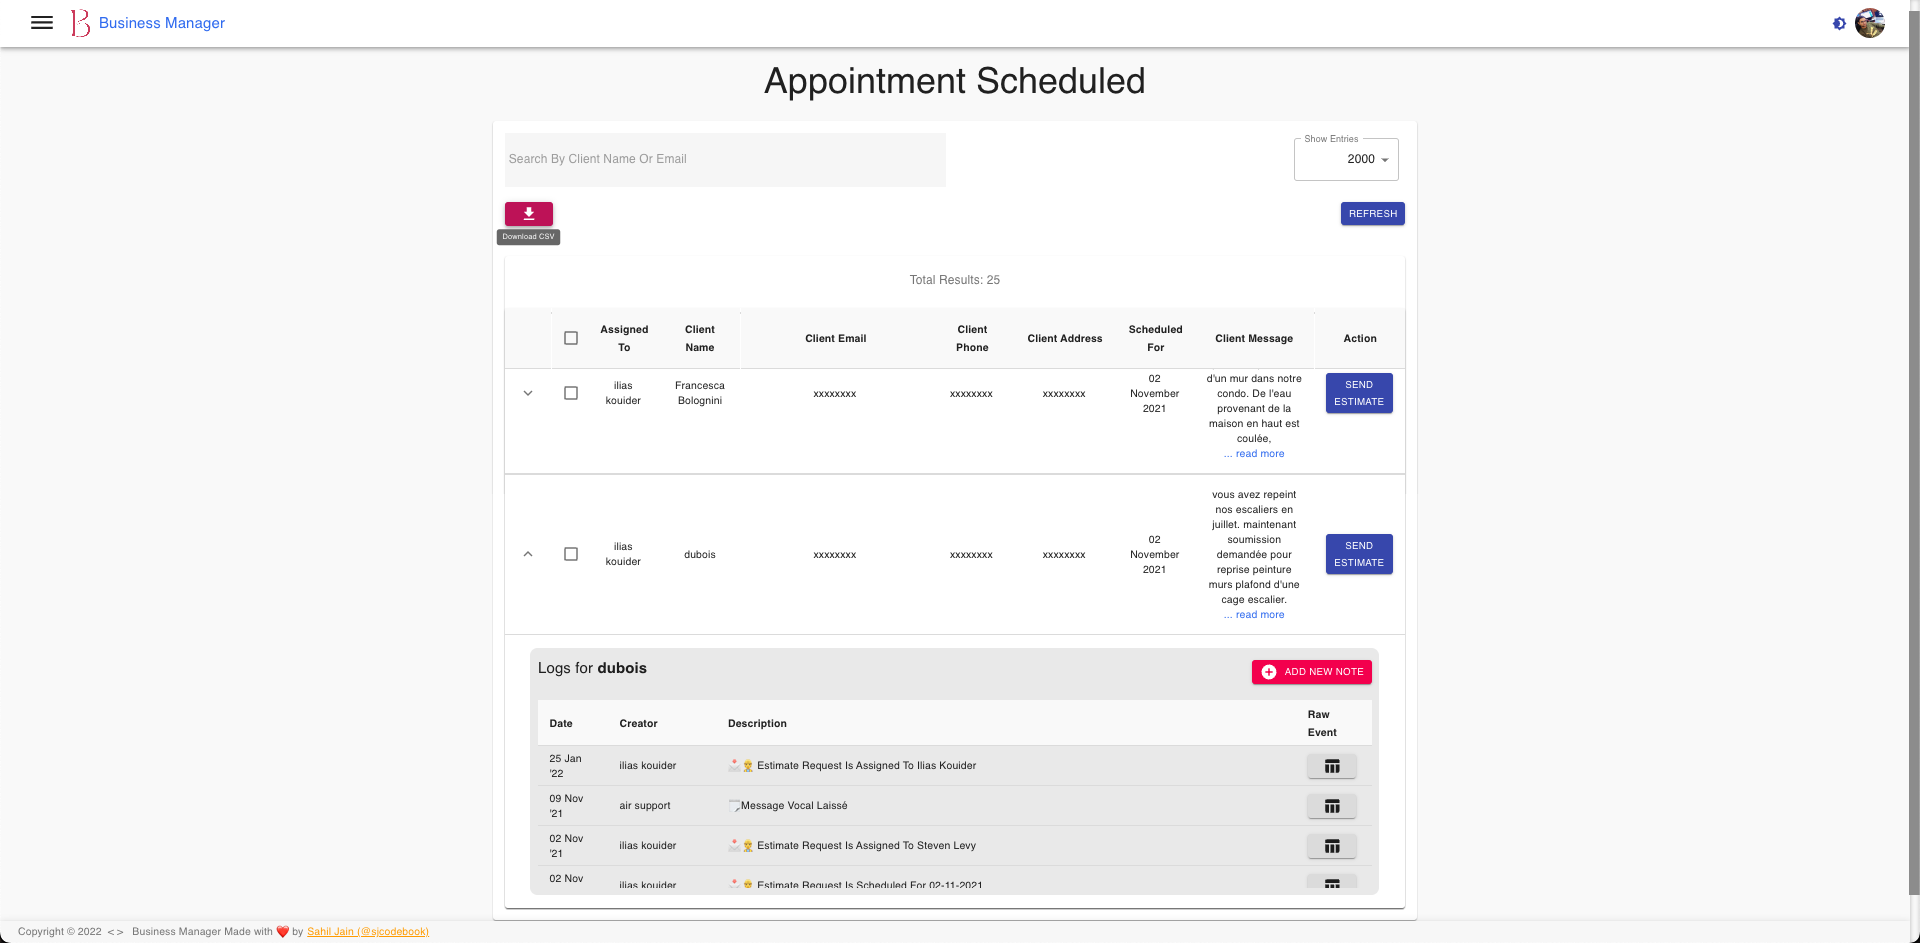 B Business Manager
Appointment Scheduled
Search By Client Name Or Email
Show Entries
2000
REFRESH
Download CSV
Total Results: 25
Assigned To Client Name Client Email Client Phone Client Address Scheduled For Client Message Action
ilias kouider Francesca Bolognini xxxxxxxx xxxxxxxx xxxxxxxx 02 November 2021
d'un mur dans notre
condo. De l'eau
provenant de la
maison en haut est
coulée,
... read more
SEND ESTIMATE
ilias kouider dubois xxxxxxxx xxxxxxxx xxxxxxxx 02 November 2021
vous avez repeint
nos escaliers en
juillet. maintenant
soumission
demandée pour
reprise peinture
murs plafond d'une
cage escalier.
... read more
SEND ESTIMATE
Logs for dubois
ADD NEW NOTE
Date Creator Description Raw Event
25 Jan '22 ilias kouider Estimate Request Is Assigned To Ilias Kouider
09 Nov '21 air support Message Vocal Laissé
02 Nov '21 ilias kouider Estimate Request Is Assigned To Steven Levy
02 Nov ilias kouider Estimate Request Is Scheduled For 02-11-2021
Copyright © 2022 <> Business Manager Made with ❤️ by Sahil Jain (@sjcodebook)